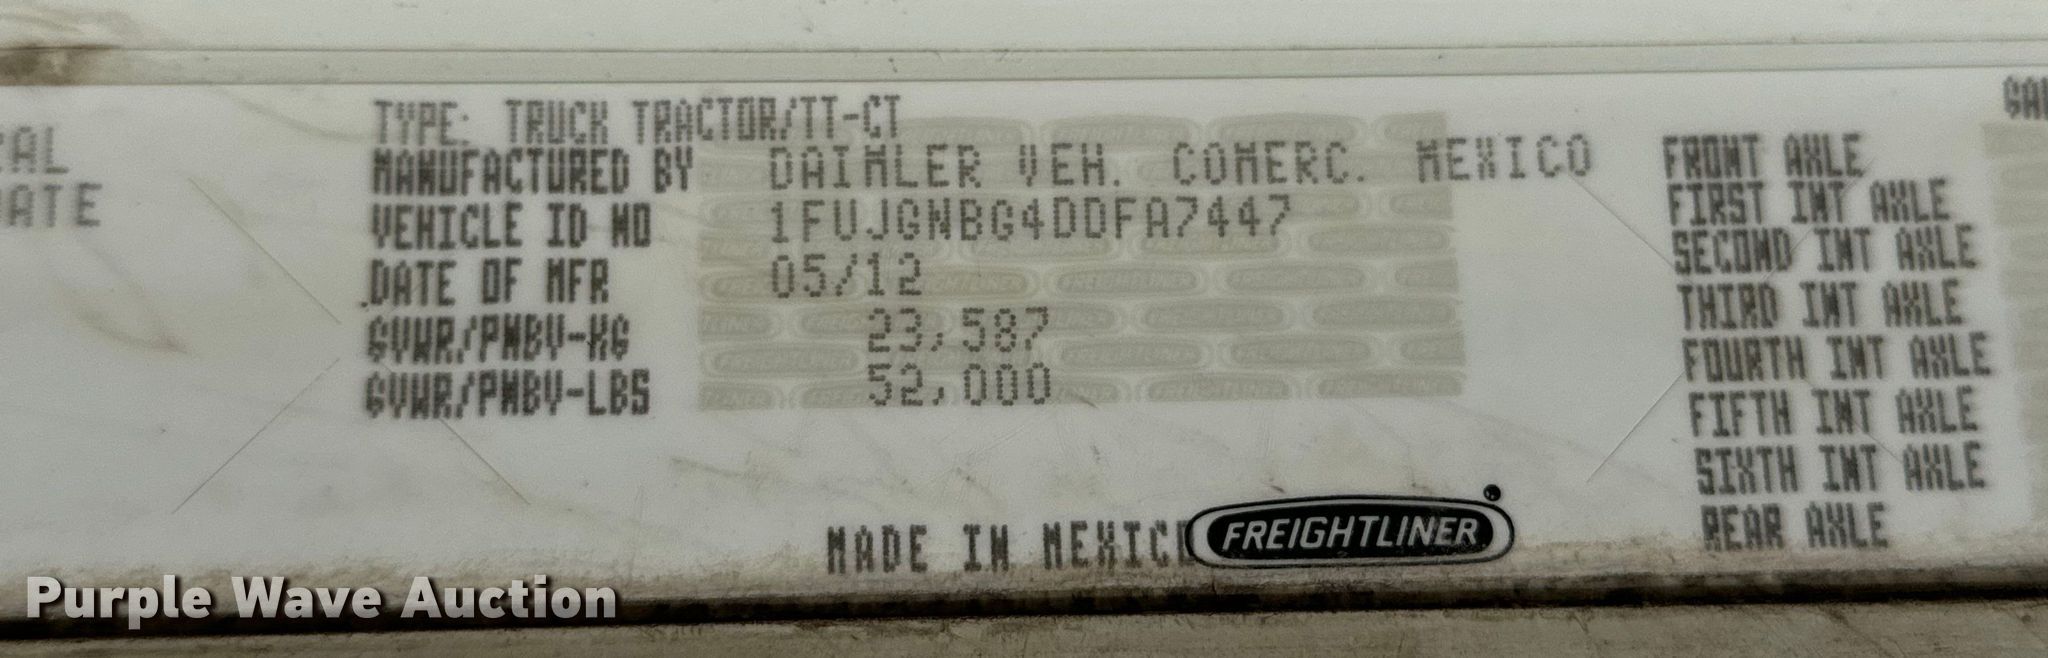 CAL
DATE
TYPE: TRUCK TRACTOR/TT-CT
MANUFACTURED BY DAIMLER VEH. COMERC. MEXICO
VEHICLE ID NO 1FUJGNBG4DDFA7447
DATE OF MFR 05/12
GVWR/PNBV-KG 23,587
GVWR/PNBV-LBS 52,000
MADE IN MEXICO
FREIGHTLINER
FRONT AXLE
FIRST INT AXLE
SECOND INT AXLE
THIRD INT AXLE
FOURTH INT AXLE
FIFTH INT AXLE
SIXTH INT AXLE
REAR AXLE
Purple Wave Auction